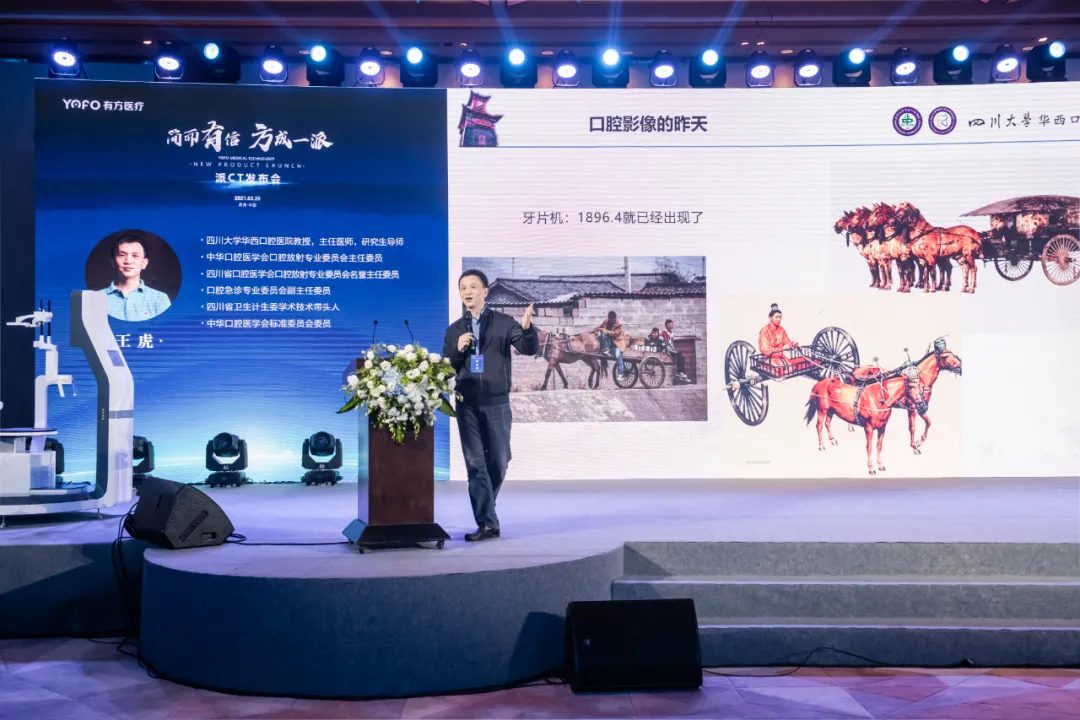 YOFO 有方医疗
简而有信 方成一派
YOFO MEDICAL TECHNOLOGY
·NEW PRODUCT LAUNCH·
派CT发布会
· 四川大学华西口腔医院教授，主任医师，研究生导师
· 中华口腔医学会口腔放射专业委员会主任委员
· 四川省口腔医学会口腔放射专业委员会名誉主任委员
· 口腔急诊专业委员会副主任委员
· 四川省卫生计生委学术技术带头人
· 中华口腔医学会标准委员会委员
王 虎·
口腔影像的昨天
四川大学华西口
牙片机：1896.4就已经出现了